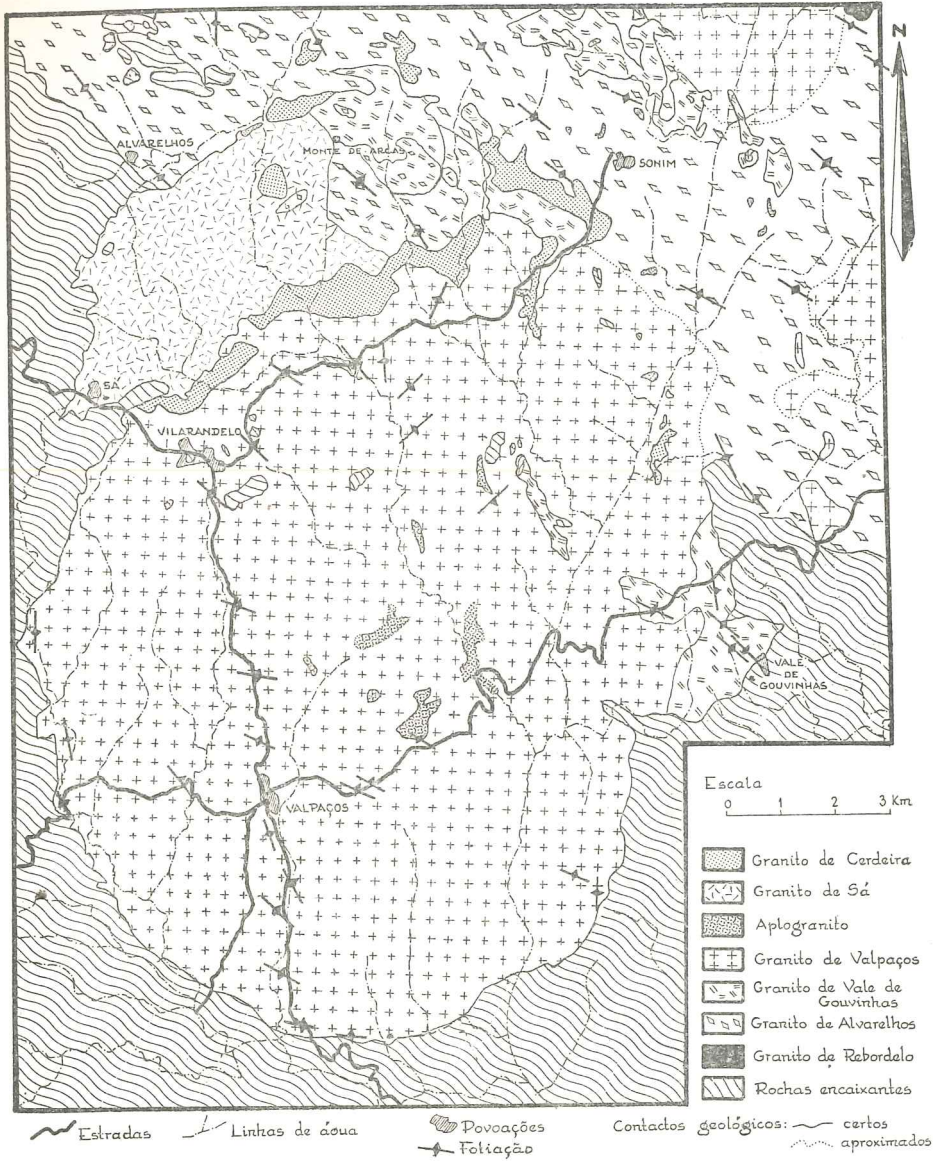 N
ALVARELHOS
MONTE DE ARCAS
SONIM
SÁ
VILARANDELO
VALE
DE
GOUVINHAS
VALPAÇOS
Escala
0 1 2 3 Km
Granito de Cerdeira
Granito de Sá
Aplogranito
Granito de Valpaços
Granito de Vale de
Gouvinhas
Granito de Alvarelhos
Granito de Rebordelo
Rochas encaixantes
Estradas Linhas de água Povoações Contactos geológicos: certos
Foliação aproximados